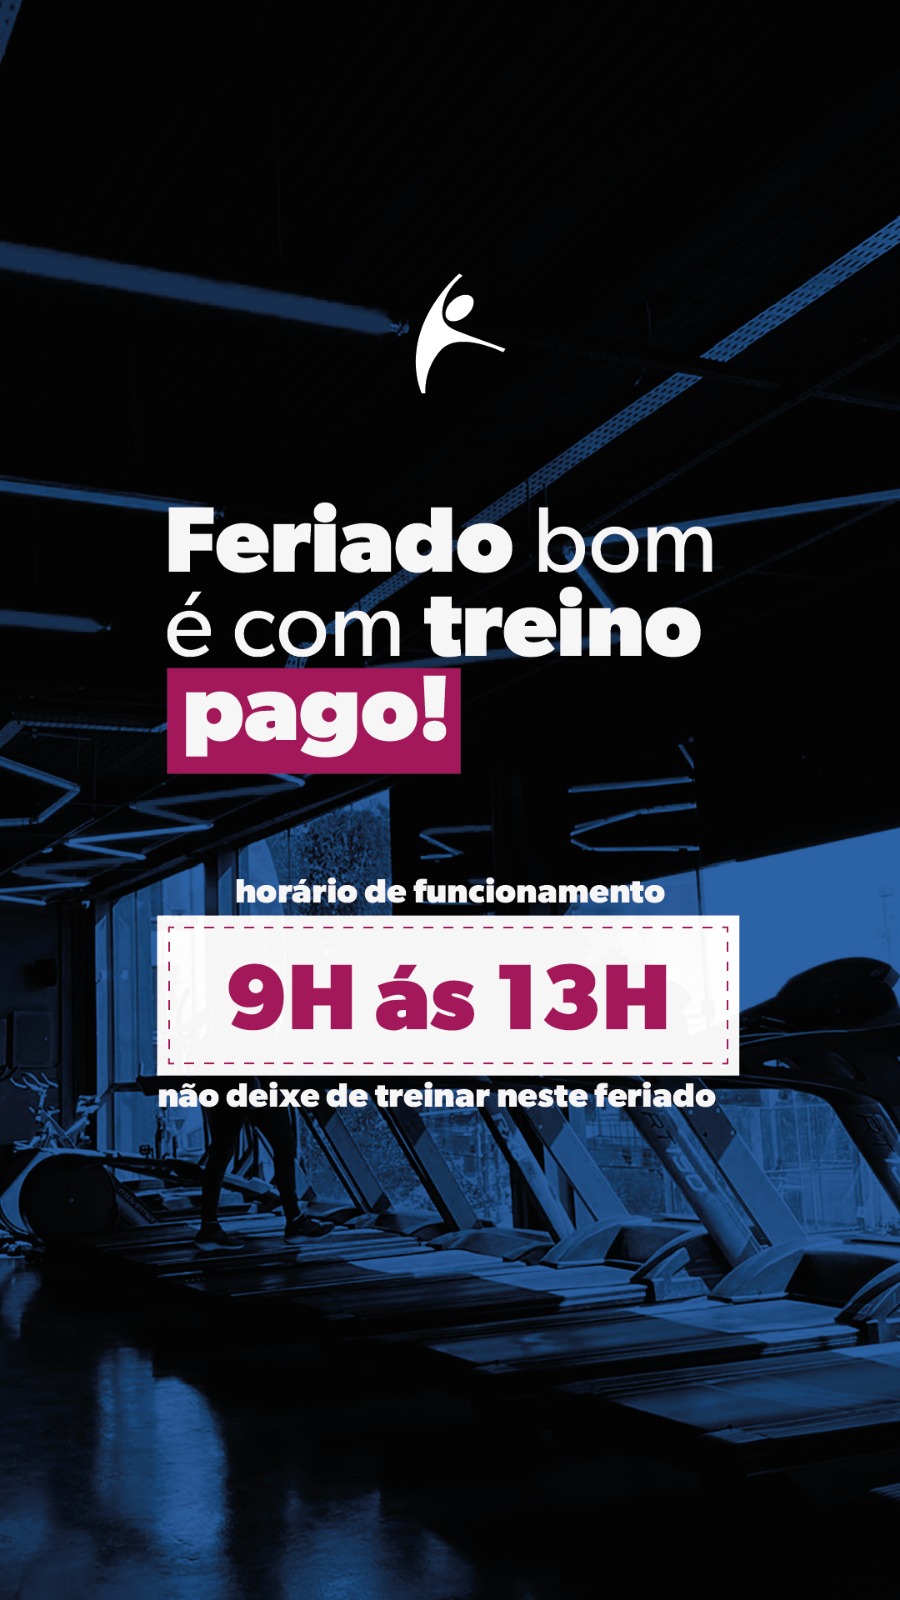 Feriado bom
é com treino
pago!
horário de funcionamento
9H ás 13H
não deixe de treinar neste feriado